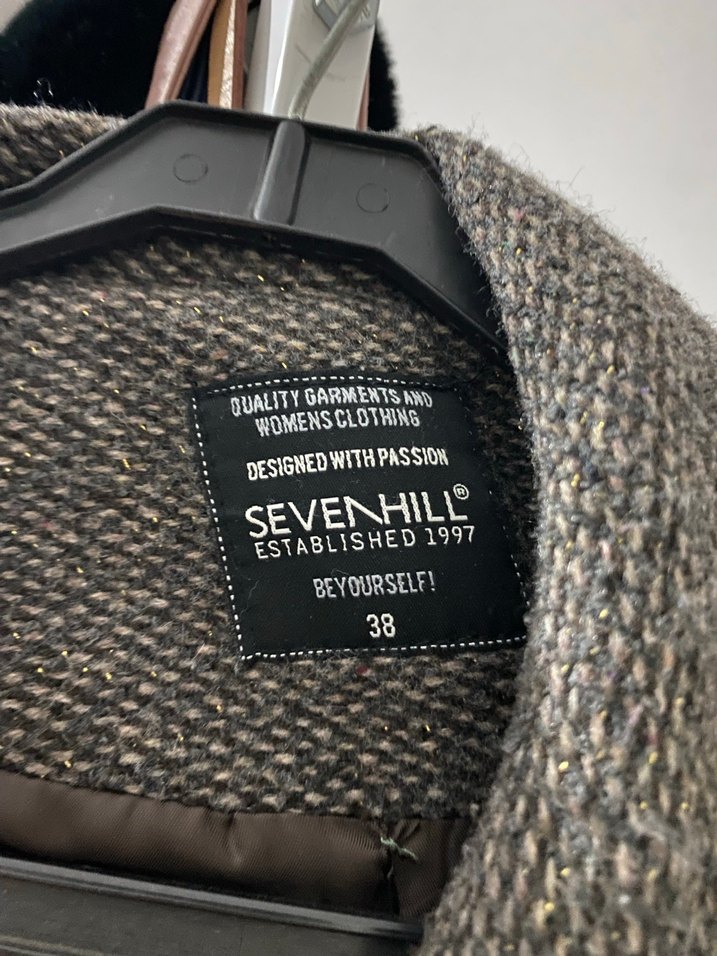 QUALITY GARMENTS AND
WOMENS CLOTHING
DESIGNED WITH PASSION
SEVENHILL®
ESTABLISHED 1997
BEYOURSELF!
38